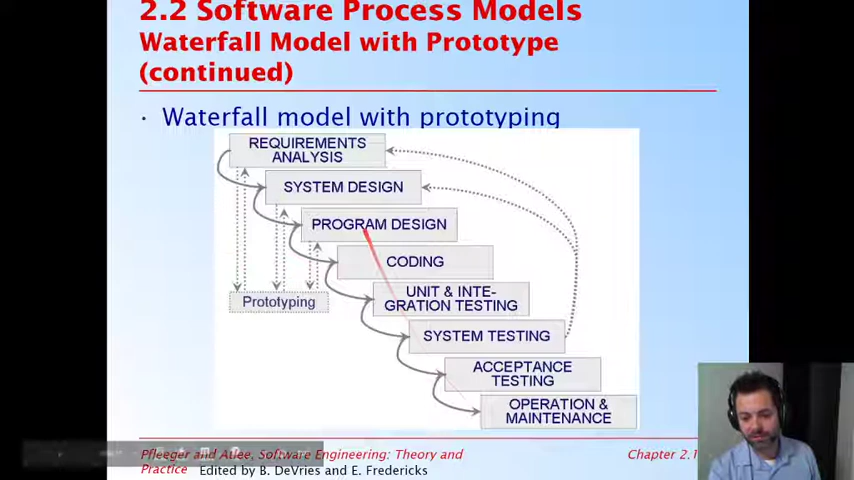 2.2 Software Process Models
Waterfall Model with Prototype
(continued)
· Waterfall model with prototyping
REQUIREMENTS
ANALYSIS
SYSTEM DESIGN
PROGRAM DESIGN
CODING
UNIT & INTE-
GRATION TESTING
Prototyping
SYSTEM TESTING
ACCEPTANCE
TESTING
OPERATION &
MAINTENANCE
Pfleeger and Atlee, Software Engineering: Theory and
Practice Edited by B. DeVries and E. Fredericks
Chapter 2.1